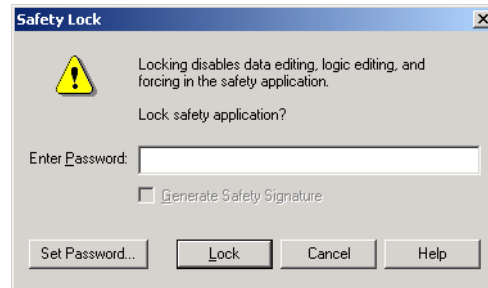 Safety Lock
Locking disables data editing, logic editing, and
forcing in the safety application.
Lock safety application?
Enter Password:
Generate Safety Signature
Set Password... Lock Cancel Help